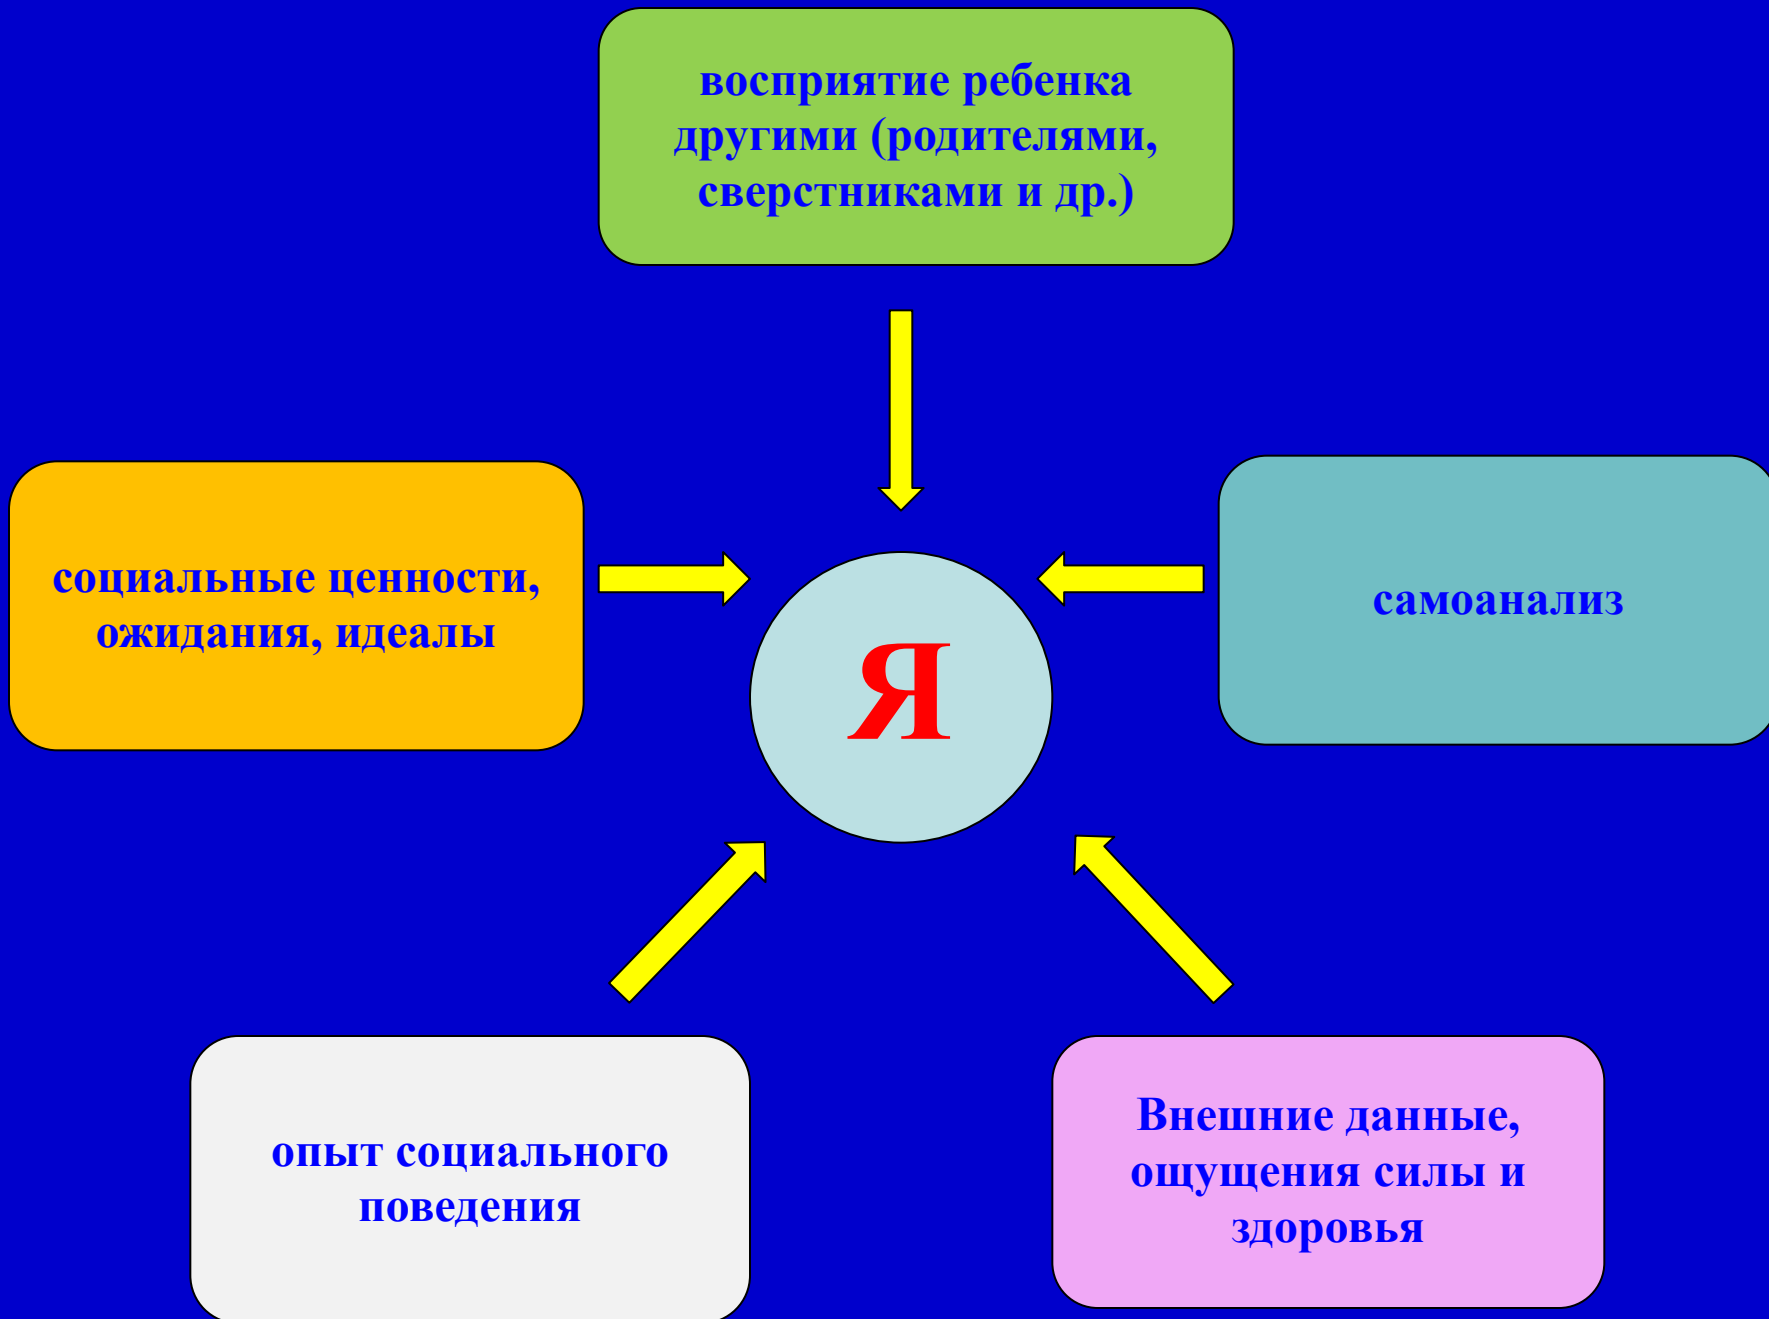 восприятие ребенка
другими (родителями,
сверстниками и др.)
социальные ценности,
ожидания, идеалы
Я
самоанализ
опыт социального
поведения
Внешние данные,
ощущения силы и
здоровья